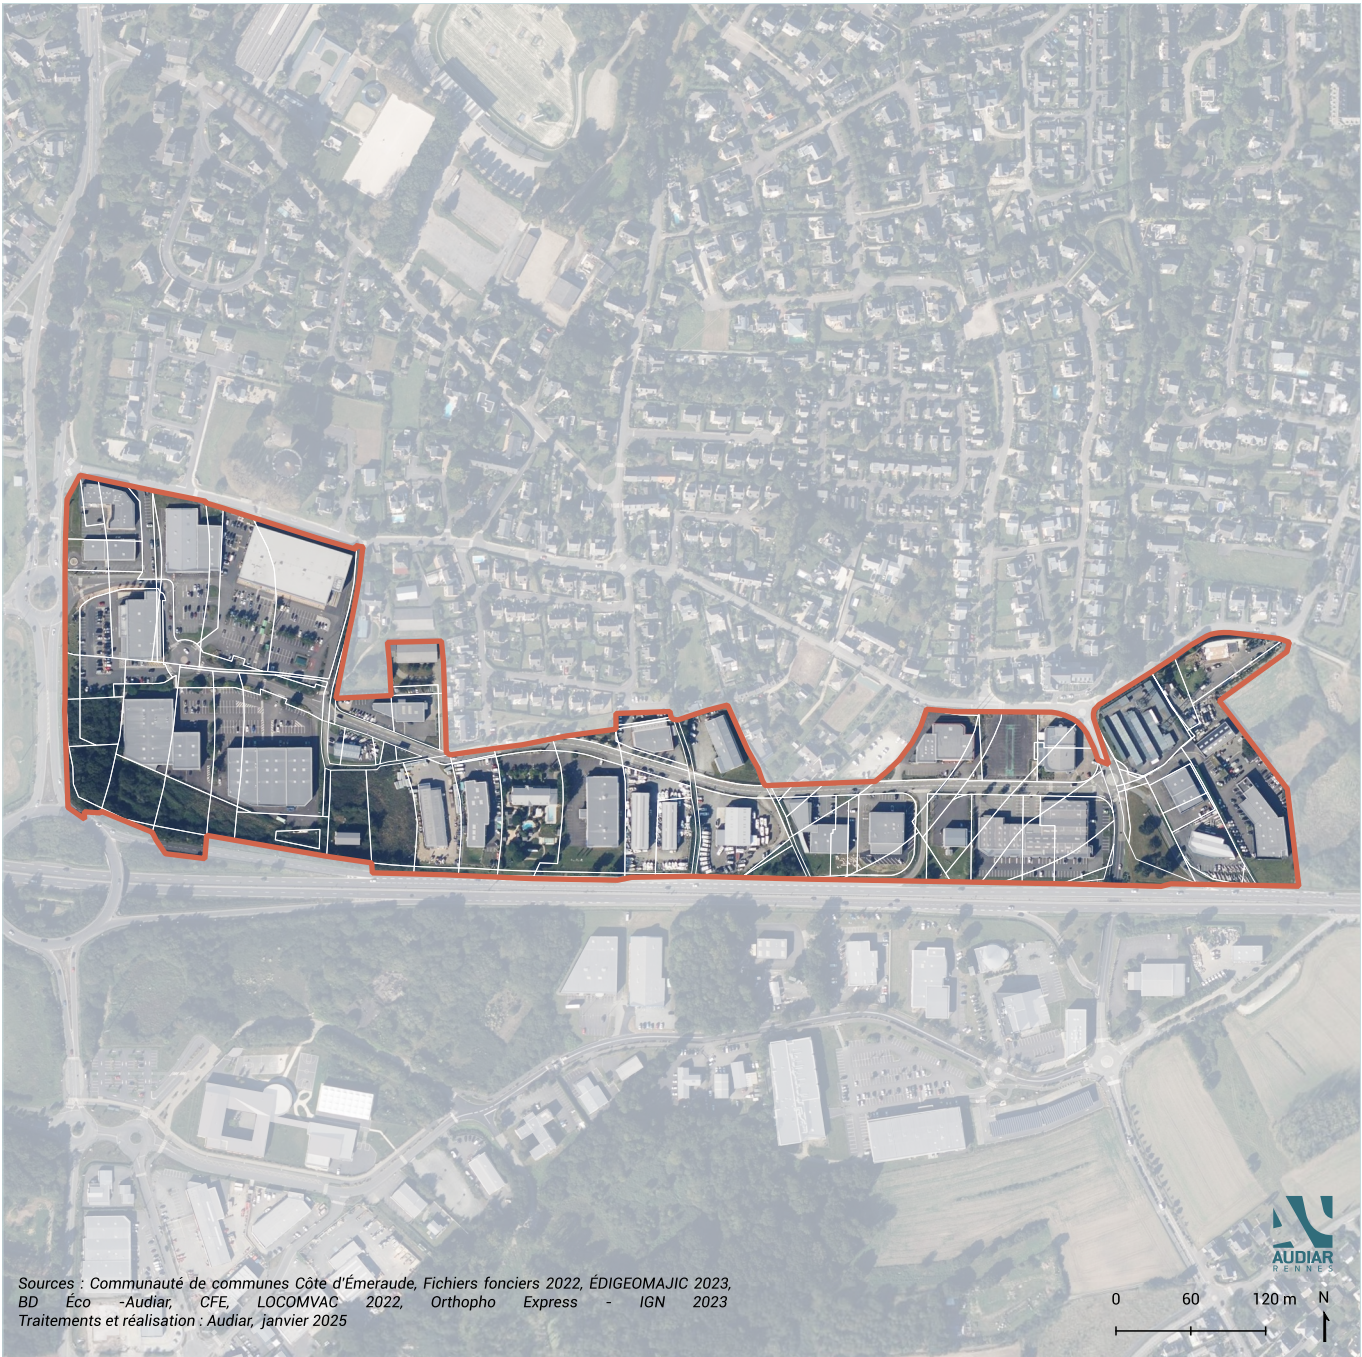 AUDIAR
RENNES
Sources : Communauté de communes Côte d'Émeraude, Fichiers fonciers 2022, ÉDIGEOMAJIC 2023,
BD Éco -Audiar, CFE, LOCOMVAC 2022, Orthopho Express - IGN 2023
Traitements et réalisation : Audiar, janvier 2025
0 60 120 m N